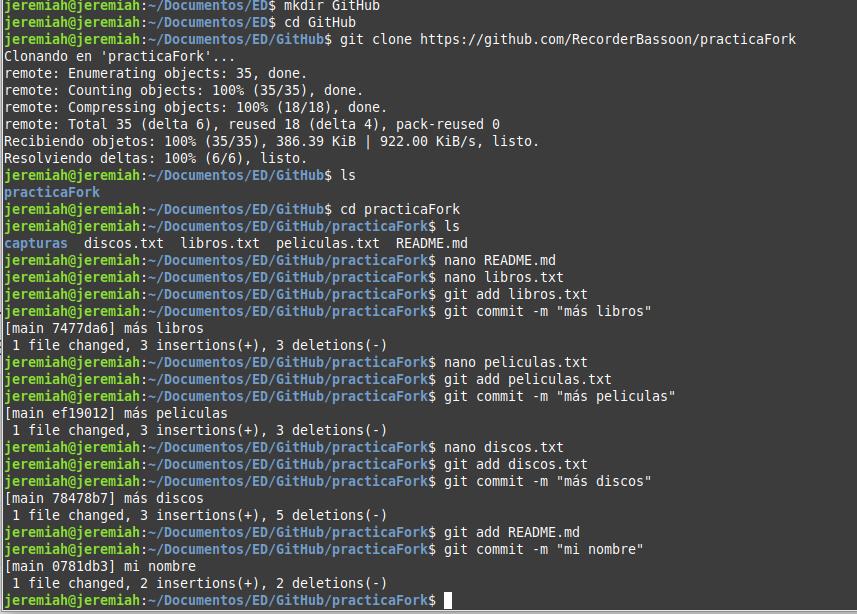 jeremiah@jeremiah:~/Documentos/ED$ mkdir GitHub
jeremiah@jeremiah:~/Documentos/ED$ cd GitHub
jeremiah@jeremiah:~/Documentos/ED/GitHub$ git clone https://github.com/RecorderBassoon/practicaFork
Clonando en 'practicaFork'...
remote: Enumerating objects: 35, done.
remote: Counting objects: 100% (35/35), done.
remote: Compressing objects: 100% (18/18), done.
remote: Total 35 (delta 6), reused 18 (delta 4), pack-reused 0
Recibiendo objetos: 100% (35/35), 386.39 KiB | 922.00 KiB/s, listo.
Resolviendo deltas: 100% (6/6), listo.
jeremiah@jeremiah:~/Documentos/ED/GitHub$ ls
practicaFork
jeremiah@jeremiah:~/Documentos/ED/GitHub$ cd practicaFork
jeremiah@jeremiah:~/Documentos/ED/GitHub/practicaFork$ ls
capturas  discos.txt  libros.txt  peliculas.txt  README.md
jeremiah@jeremiah:~/Documentos/ED/GitHub/practicaFork$ nano README.md
jeremiah@jeremiah:~/Documentos/ED/GitHub/practicaFork$ nano libros.txt
jeremiah@jeremiah:~/Documentos/ED/GitHub/practicaFork$ git add libros.txt
jeremiah@jeremiah:~/Documentos/ED/GitHub/practicaFork$ git commit -m "más libros"
[main 7477da6] más libros
 1 file changed, 3 insertions(+), 3 deletions(-)
jeremiah@jeremiah:~/Documentos/ED/GitHub/practicaFork$ nano peliculas.txt
jeremiah@jeremiah:~/Documentos/ED/GitHub/practicaFork$ git add peliculas.txt
jeremiah@jeremiah:~/Documentos/ED/GitHub/practicaFork$ git commit -m "más peliculas"
[main ef19012] más peliculas
 1 file changed, 3 insertions(+), 3 deletions(-)
jeremiah@jeremiah:~/Documentos/ED/GitHub/practicaFork$ nano discos.txt
jeremiah@jeremiah:~/Documentos/ED/GitHub/practicaFork$ git add discos.txt
jeremiah@jeremiah:~/Documentos/ED/GitHub/practicaFork$ git commit -m "más discos"
[main 78478b7] más discos
 1 file changed, 3 insertions(+), 5 deletions(-)
jeremiah@jeremiah:~/Documentos/ED/GitHub/practicaFork$ git add README.md
jeremiah@jeremiah:~/Documentos/ED/GitHub/practicaFork$ git commit -m "mi nombre"
[main 0781db3] mi nombre
 1 file changed, 2 insertions(+), 2 deletions(-)
jeremiah@jeremiah:~/Documentos/ED/GitHub/practicaFork$